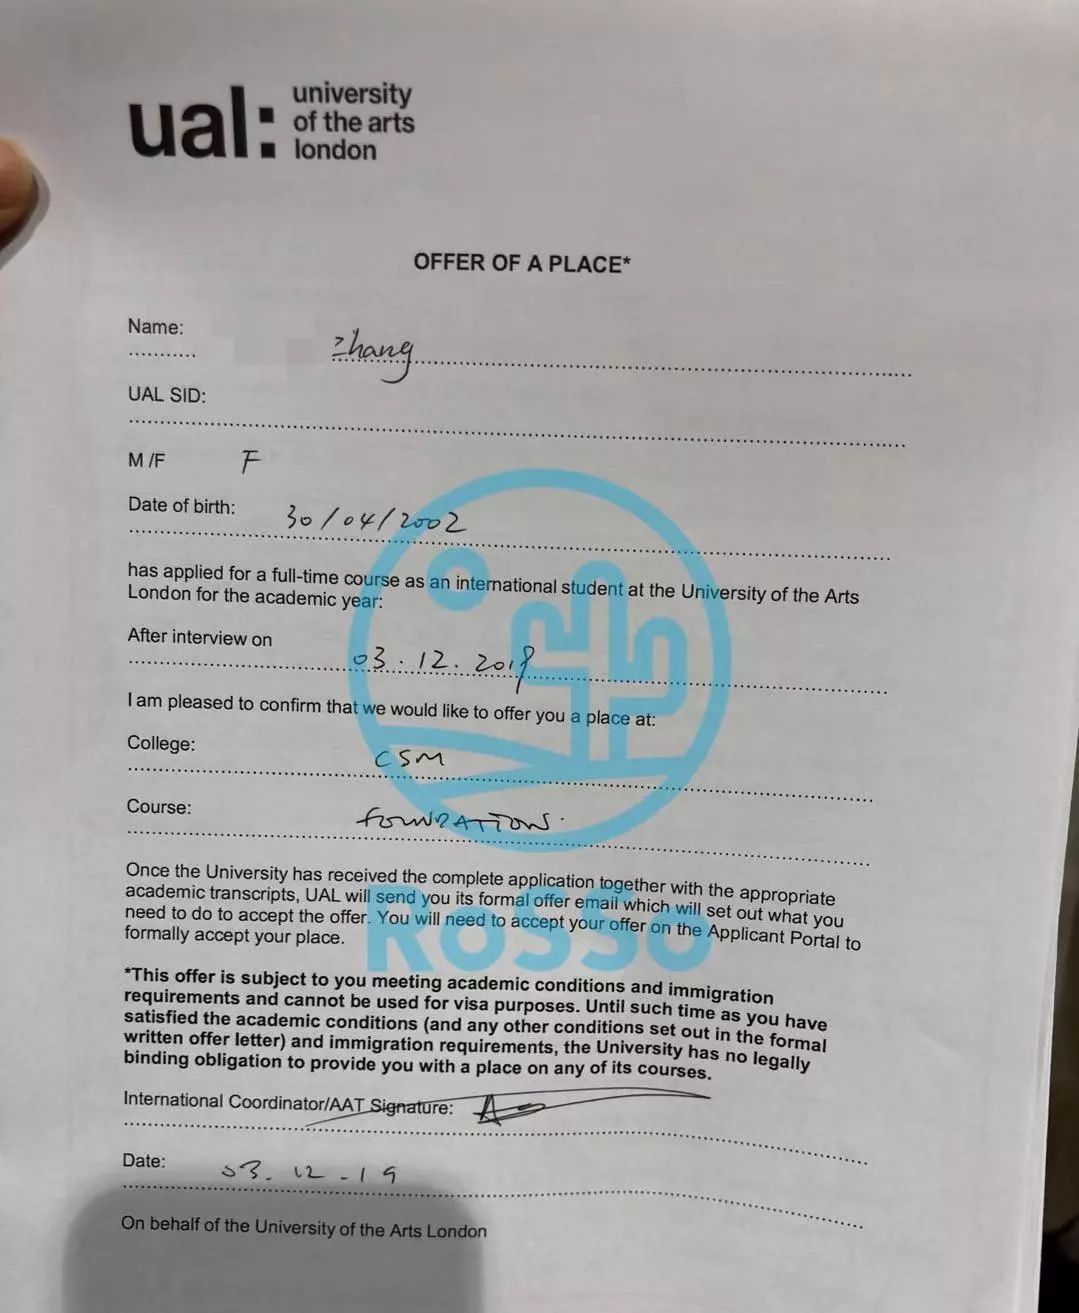 ual:
university
of the arts
london
OFFER OF A PLACE*
Name: Zhang
UAL SID:
M /F F
Date of birth: 30/04/2002
has applied for a full-time course as an international student at the University of the Arts
London for the academic year:
After interview on 03.12.2019
I am pleased to confirm that we would like to offer you a place at:
College: CSM
Course: FOUNDATION.
Once the University has received the complete application together with the appropriate
academic transcripts, UAL will send you its formal offer email which will set out what you
need to do to accept the offer. You will need to accept your offer on the Applicant Portal to
formally accept your place.
RoSSo
*This offer is subject to you meeting academic conditions and immigration
requirements and cannot be used for visa purposes. Until such time as you have
satisfied the academic conditions (and any other conditions set out in the formal
written offer letter) and immigration requirements, the University has no legally
binding obligation to provide you with a place on any of its courses.
International Coordinator/AAT Signature:
Date: 03.12-19
On behalf of the University of the Arts London